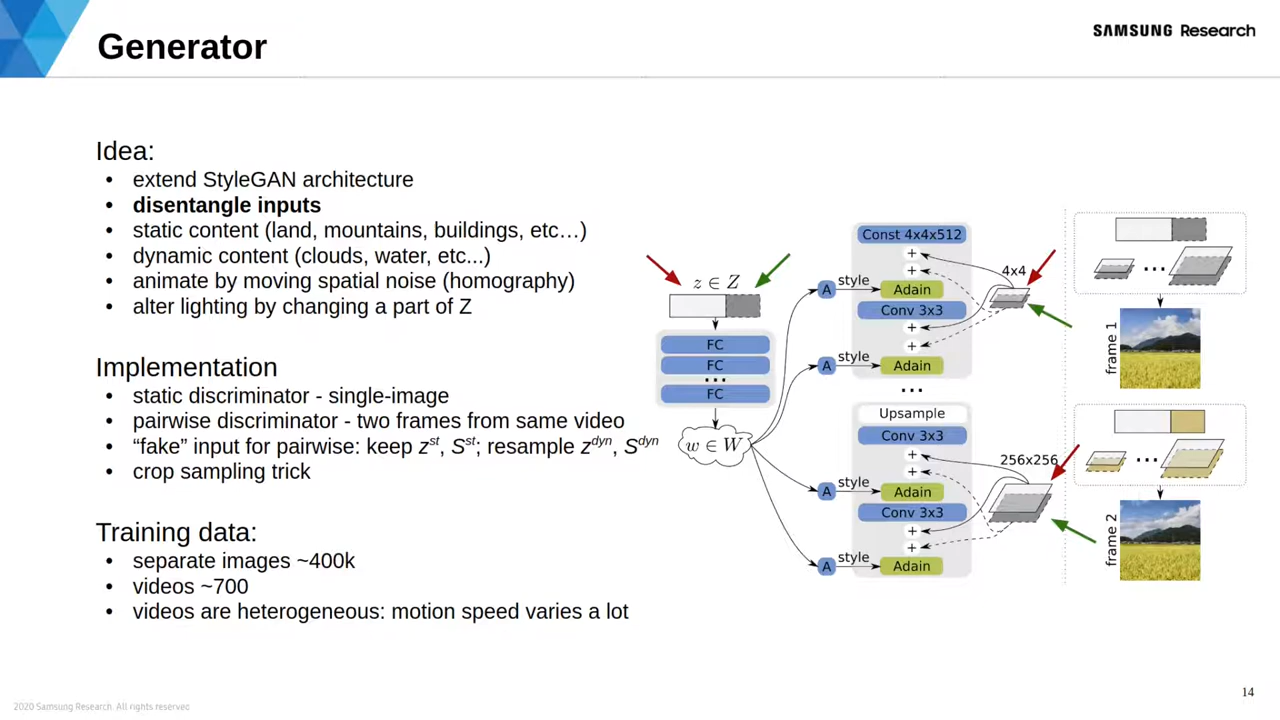 Generator
SAMSUNG Research
Idea:
• extend StyleGAN architecture
• disentangle inputs
• static content (land, mountains, buildings, etc…)
• dynamic content (clouds, water, etc...)
• animate by moving spatial noise (homography)
• alter lighting by changing a part of Z
Implementation
• static discriminator - single-image
• pairwise discriminator - two frames from same video
• “fake” input for pairwise: keep z^st, S^st; resample z^dyn, S^dyn
• crop sampling trick
Training data:
• separate images ~400k
• videos ~700
• videos are heterogeneous: motion speed varies a lot
z ∈ Z
FC
FC
...
FC
w ∈ W
A style
A style
A style
A style
Const 4x4x512
+
+
Adain
Conv 3x3
+
+
Adain
...
Upsample
Conv 3x3
+
+
Adain
Conv 3x3
+
+
Adain
4x4
256x256
...
frame 1
...
frame 2
2020 Samsung Research. All rights reserved
14